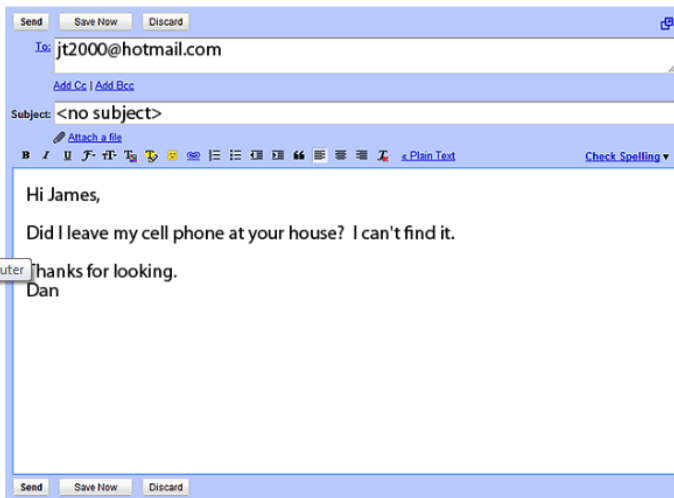 Send Save Now Discard
To: jt2000@hotmail.com
Add Cc | Add Bcc
Subject: <no subject>
Attach a file
B I U « Plain Text Check Spelling ▼
Hi James,
Did I leave my cell phone at your house?  I can't find it.
uter
Thanks for looking.
Dan
Send Save Now Discard